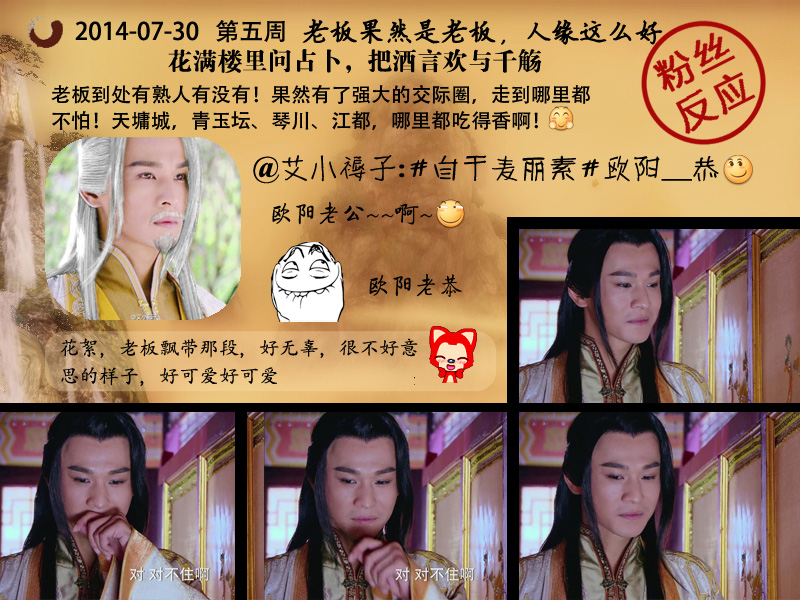 2014-07-30 第五周 老板果然是老板，人缘这么好
花满楼里问占卜，把酒言欢与千觞
粉丝
反应
老板到处有熟人有没有！果然有了强大的交际圈，走到哪里都
不怕！天墉城，青玉坛、琴川、江都，哪里都吃得香啊！
@艾小褥子:#自干麦丽素#欧阳__恭
欧阳老公~~啊~
欧阳老恭
花絮，老板飘带那段，好无辜，很不好意
思的样子，好可爱好可爱
对 对不住啊
对 对不住啊